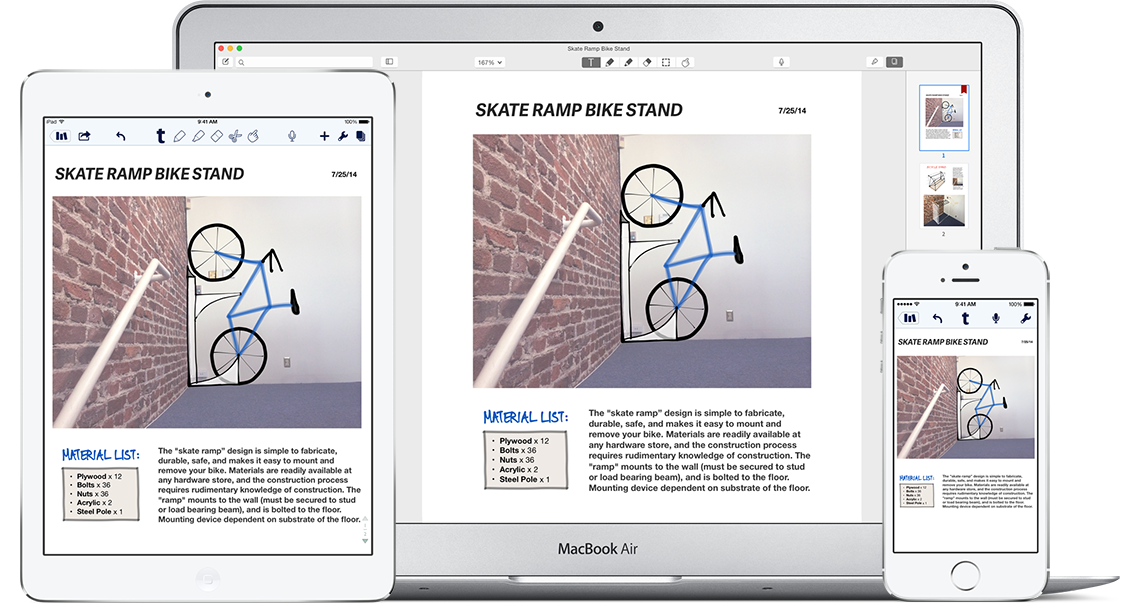 Skate Ramp Bike Stand
167%
T
SKATE RAMP BIKE STAND
7/25/14
1
2
MATERIAL LIST:
• Plywood x 12
• Bolts x 36
• Nuts x 36
• Acrylic x 2
• Steel Pole x 1
The “skate ramp” design is simple to fabricate,
durable, safe, and makes it easy to mount and
remove your bike. Materials are readily available at
any hardware store, and the construction process
requires rudimentary knowledge of construction. The
"ramp" mounts to the wall (must be secured to stud
or load bearing beam), and is bolted to the floor.
Mounting device dependent on substrate of the floor.
MacBook Air
iPad
9:41 AM
100%
t
SKATE RAMP BIKE STAND
7/25/14
MATERIAL LIST:
• Plywood x 12
• Bolts x 36
• Nuts x 36
• Acrylic x 2
• Steel Pole x 1
The "skate ramp" design is simple to fabricate,
durable, safe, and makes it easy to mount and
remove your bike. Materials are readily available at
any hardware store, and the construction process
requires rudimentary knowledge of construction. The
"ramp" mounts to the wall (must be secured to stud
or load bearing beam), and is bolted to the floor.
Mounting device dependent on substrate of the floor.
9:41 AM
100%
t
SKATE RAMP BIKE STAND
7/25/14
MATERIAL LIST:
• Plywood x 12
• Bolts x 36
• Nuts x 36
• Acrylic x 2
• Steel Pole x 1
The "skate ramp" design is simple to fabricate,
durable, safe, and makes it easy to mount and
remove your bike. Materials are readily available at
any hardware store, and the construction process
requires rudimentary knowledge of construction. The
"ramp" mounts to the wall (must be secured to stud
or load bearing beam), and is bolted to the floor.
Mounting device dependent on substrate of the floor.